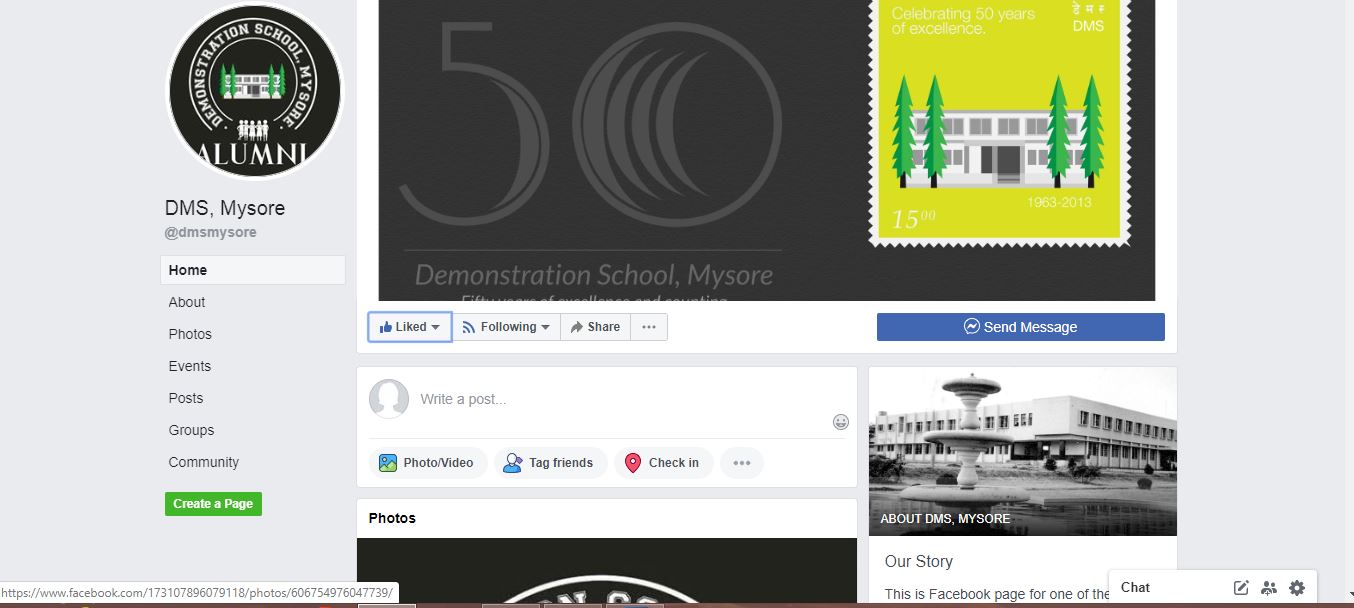 DEMONSTRATION SCHOOL, MYSORE.
ALUMNI
DMS, Mysore
@dmsmysore
Home
About
Photos
Events
Posts
Groups
Community
Create a Page
50
Demonstration School, Mysore
Fifty years of excellence and counting
Celebrating 50 years
of excellence.
DMS
1963-2013
15⁰⁰
Liked
Following
Share
Send Message
Write a post...
Photo/Video
Tag friends
Check in
Photos
ABOUT DMS, MYSORE
Our Story
This is Facebook page for one of the
Chat
https://www.facebook.com/173107896079118/photos/606754976047739/